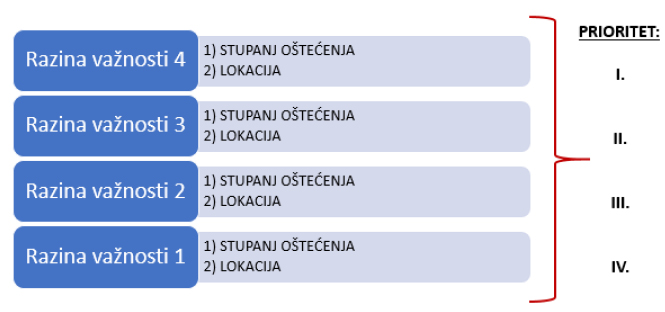 PRIORITET:
Razina važnosti 4
1) STUPANJ OŠTEĆENJA
2) LOKACIJA
I.
Razina važnosti 3
1) STUPANJ OŠTEĆENJA
2) LOKACIJA
II.
Razina važnosti 2
1) STUPANJ OŠTEĆENJA
2) LOKACIJA
III.
Razina važnosti 1
1) STUPANJ OŠTEĆENJA
2) LOKACIJA
IV.